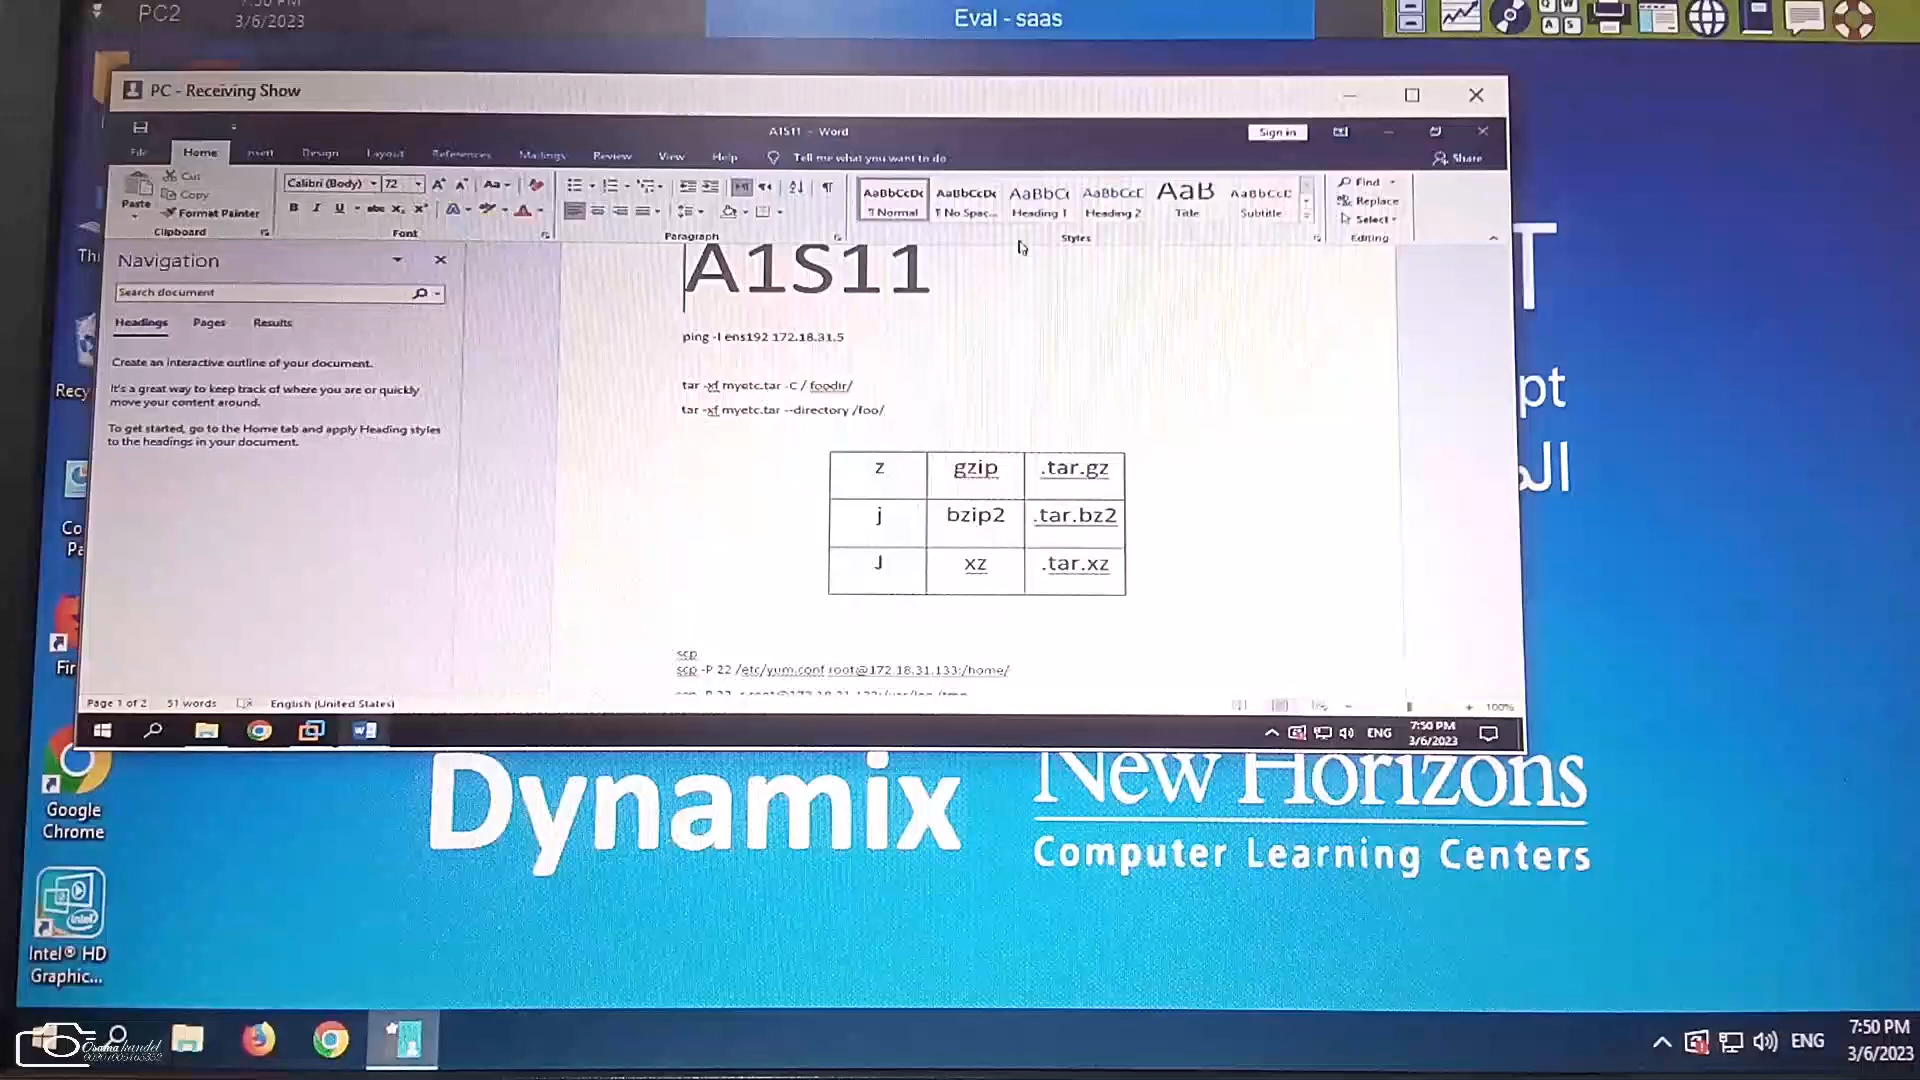 PC2
7:50 PM
3/6/2023
Eval - saas
PC - Receiving Show
A1S11 - Word
Sign in
File
Home
Insert
Design
Layout
References
Mailings
Review
View
Help
Tell me what you want to do
Share
Paste
Cut
Copy
Format Painter
Clipboard
Calibri (Body)
72
Font
Paragraph
AaBbCcDc
¶ Normal
AaBbCcDc
¶ No Spac...
AaBbC(
Heading 1
AaBbCcE
Heading 2
AaB
Title
AaBbCcD
Subtitle
Styles
Find
Replace
Select
Editing
Navigation
Search document
Headings
Pages
Results
Create an interactive outline of your document.
It's a great way to keep track of where you are or quickly
move your content around.
To get started, go to the Home tab and apply Heading styles
to the headings in your document.
A1S11
ping -I ens192 172.18.31.5
tar -xf myetc.tar -C / foodir/
tar -xf myetc.tar --directory /foo/
z gzip .tar.gz
j bzip2 .tar.bz2
J xz .tar.xz
scp
scp -P 22 /etc/yum.conf root@172.18.31.133:/home/
Page 1 of 2
51 words
English (United States)
100%
ENG
7:50 PM
3/6/2023
T
pt
Recy
Google
Chrome
Intel® HD
Graphic...
Dynamix
New Horizons
Computer Learning Centers
Osama kandel
ENG
7:50 PM
3/6/2023